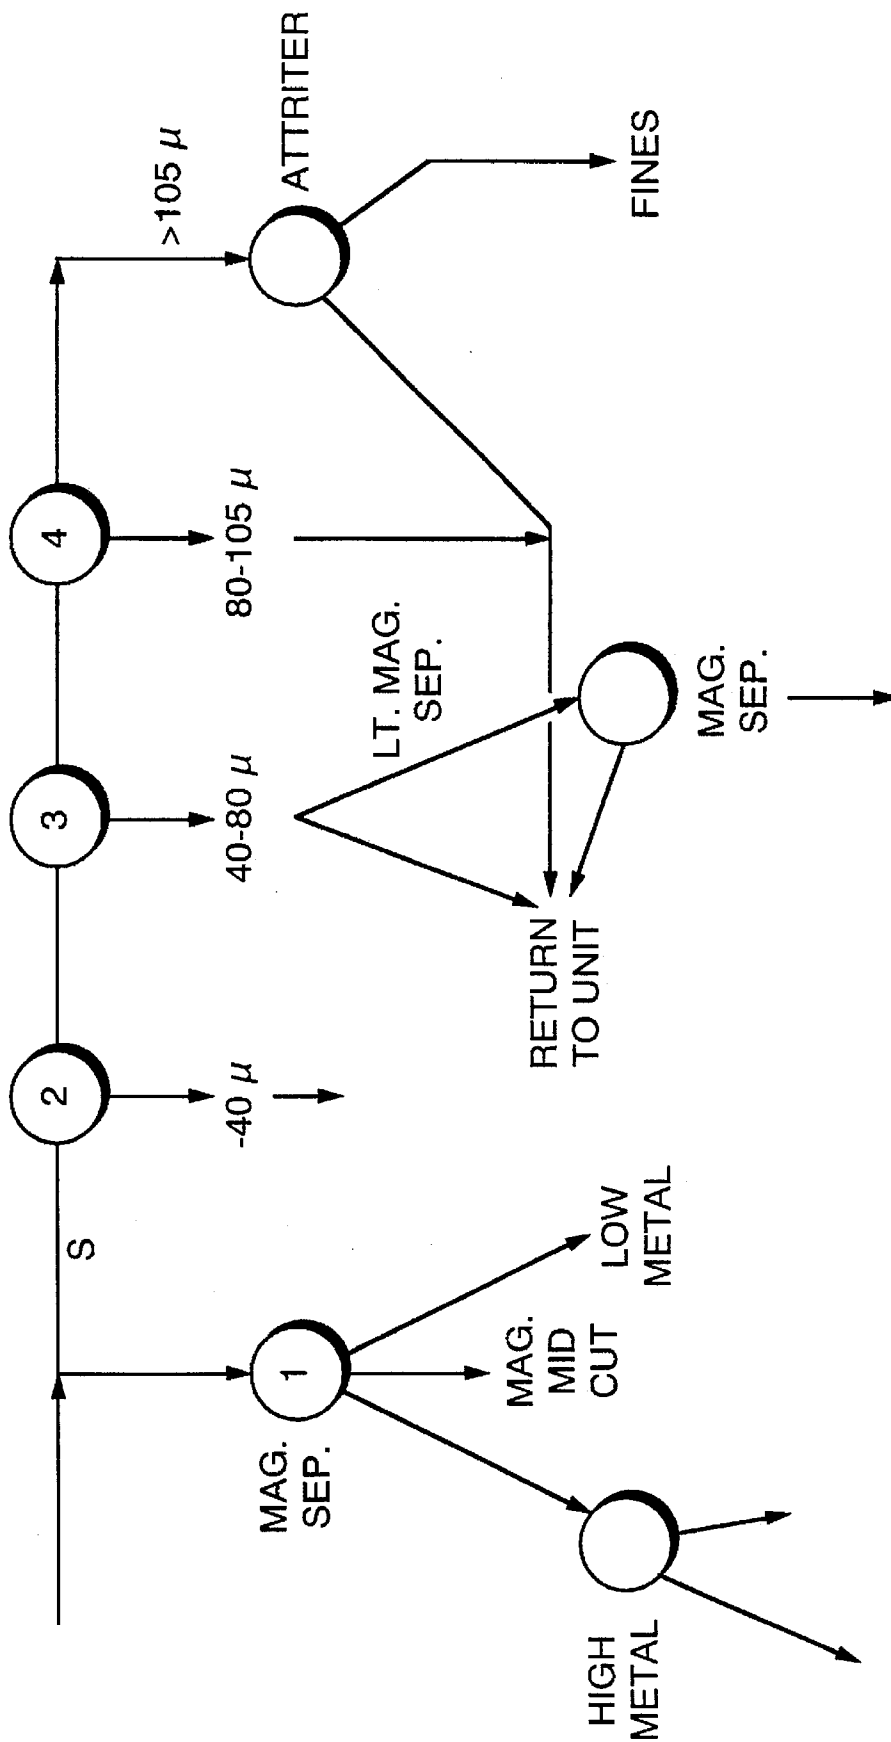 S
2
3
4
>105 μ
ATTRITER
FINES
-40 μ
40-80 μ
80-105 μ
LT. MAG.
SEP.
MAG.
SEP.
1
MAG.
MID
CUT
LOW
METAL
HIGH
METAL
RETURN
TO UNIT
MAG.
SEP.